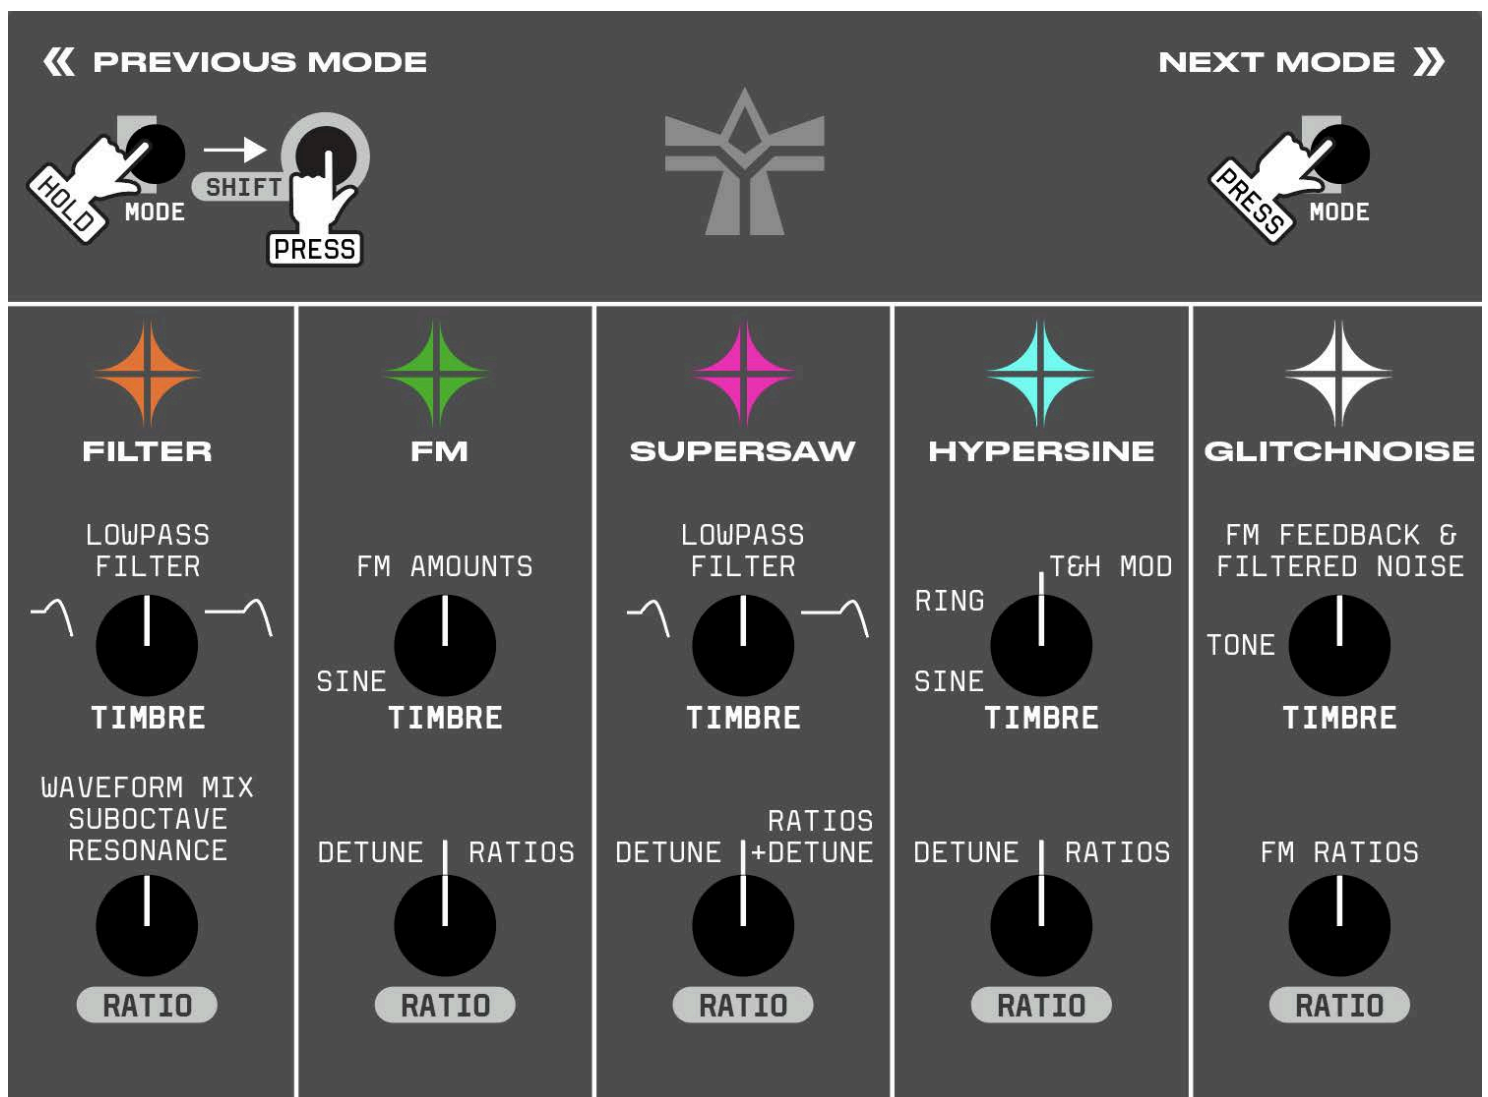 PREVIOUS MODE
NEXT MODE
HOLD
MODE
SHIFT
PRESS
PRESS
MODE
FILTER
LOWPASS
FILTER
TIMBRE
WAVEFORM MIX
SUBOCTAVE
RESONANCE
RATIO
FM
FM AMOUNTS
SINE
TIMBRE
DETUNE
RATIOS
RATIO
SUPERSAW
LOWPASS
FILTER
TIMBRE
DETUNE
RATIOS
+DETUNE
RATIO
HYPERSINE
T&H MOD
RING
SINE
TIMBRE
DETUNE
RATIOS
RATIO
GLITCHNOISE
FM FEEDBACK &
FILTERED NOISE
TONE
TIMBRE
FM RATIOS
RATIO